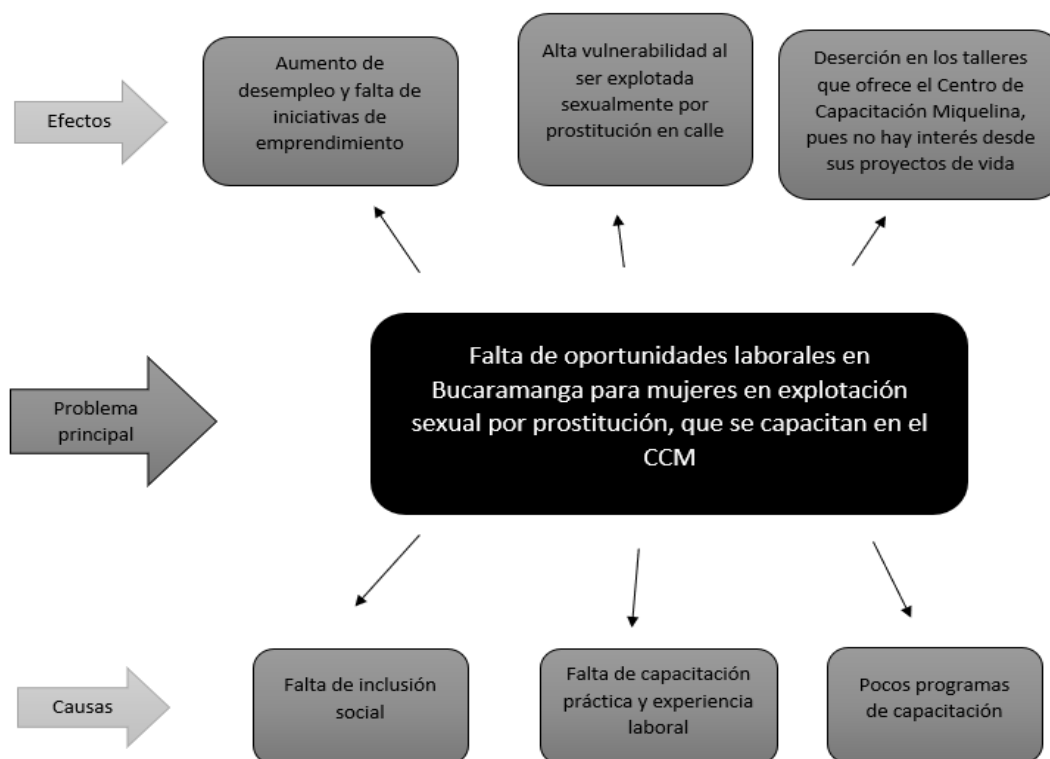 Efectos
Aumento de
desempleo y falta de
iniciativas de
emprendimiento
Alta vulnerabilidad al
ser explotada
sexualmente por
prostitución en calle
Deserción en los talleres
que ofrece el Centro de
Capacitación Miquelina,
pues no hay interés desde
sus proyectos de vida
Problema
principal
Falta de oportunidades laborales en
Bucaramanga para mujeres en explotación
sexual por prostitución, que se capacitan en el
CCM
Causas
Falta de inclusión
social
Falta de capacitación
práctica y experiencia
laboral
Pocos programas
de capacitación